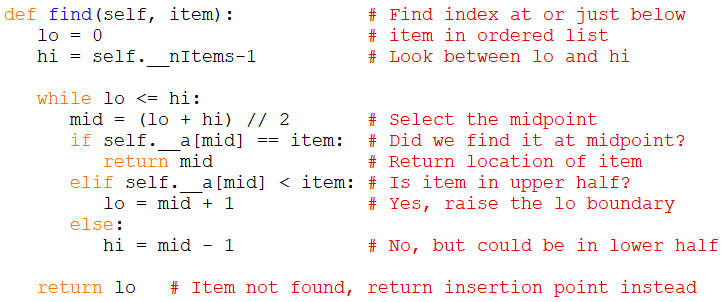 def find(self, item):             # Find index at or just below
   lo = 0                         # item in ordered list
   hi = self.__nItems-1           # Look between lo and hi

   while lo <= hi:
      mid = (lo + hi) // 2        # Select the midpoint
      if self.__a[mid] == item:   # Did we find it at midpoint?
         return mid               # Return location of item
      elif self.__a[mid] < item:  # Is item in upper half?
         lo = mid + 1             # Yes, raise the lo boundary
      else:
         hi = mid - 1             # No, but could be in lower half

   return lo   # Item not found, return insertion point instead